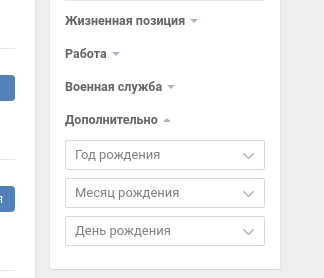 Жизненная позиция
Работа
Военная служба
Дополнительно
Год рождения
Месяц рождения
День рождения